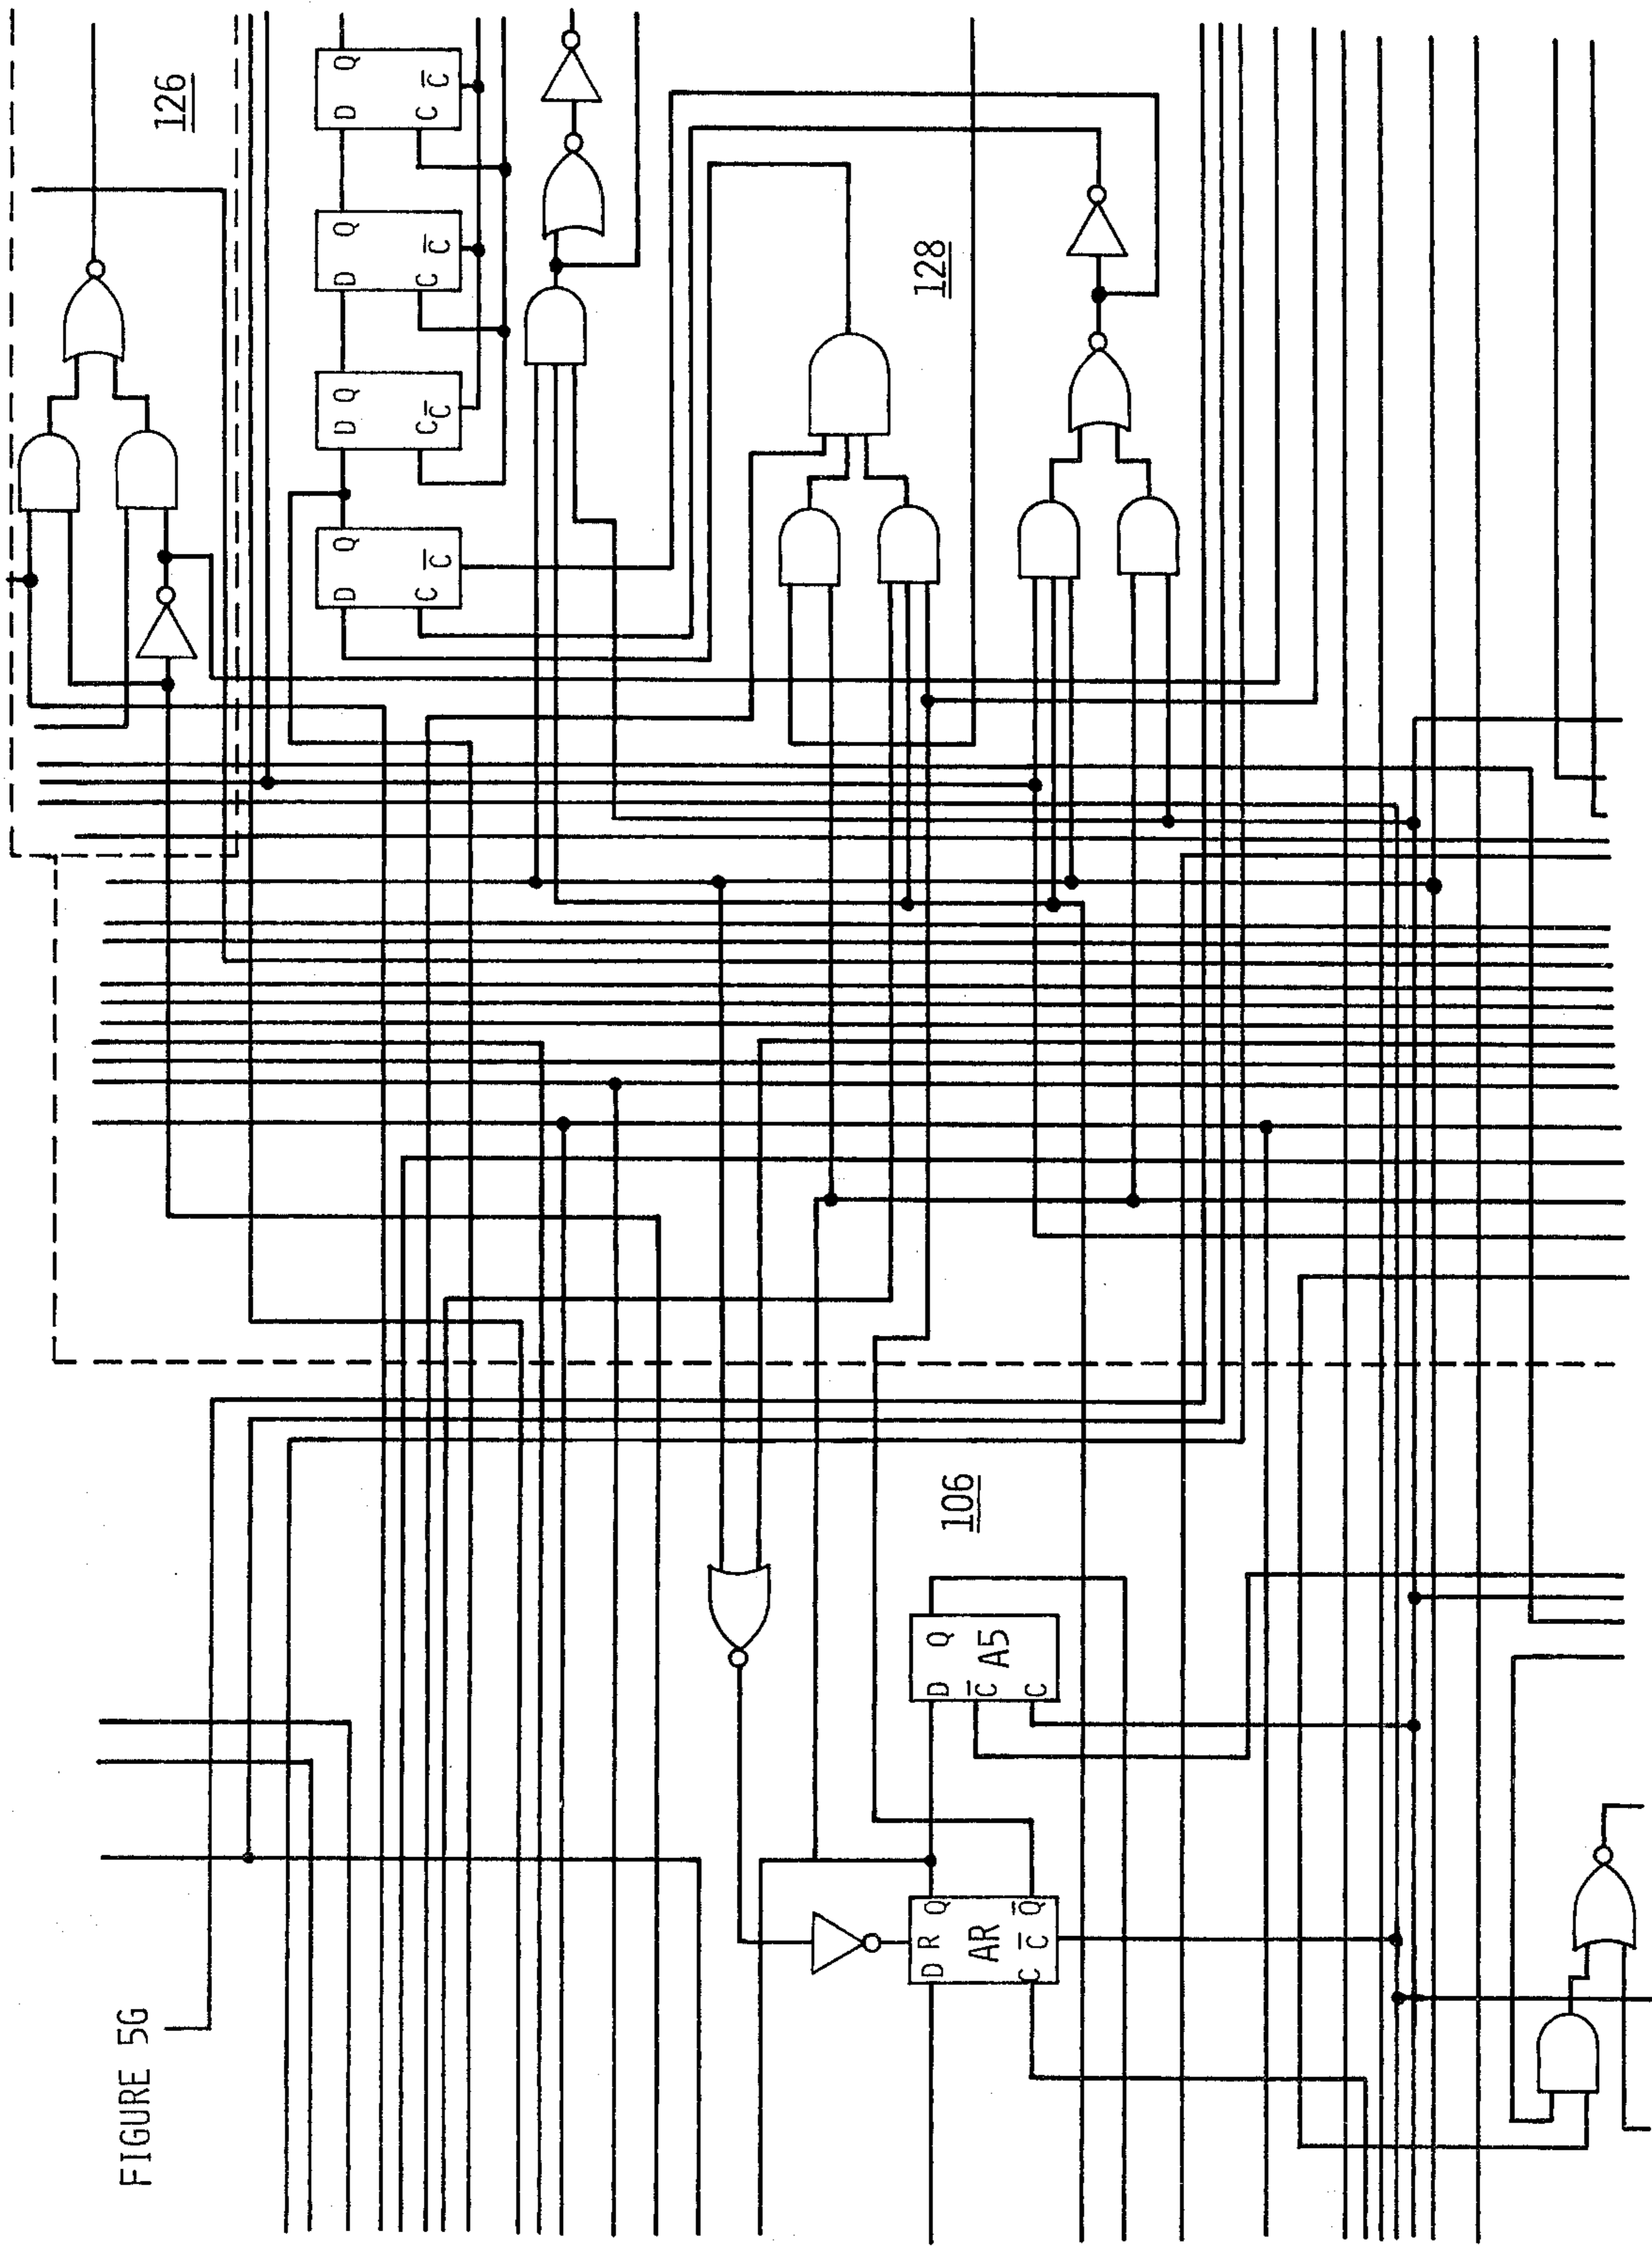 FIGURE 5G
126
D Q
C C̅
D Q
C C̅
D Q
C C̅
D Q
C C̅
128
106
D Q
C̅ A5
C
D R Q
AR
C C̅ Q̅